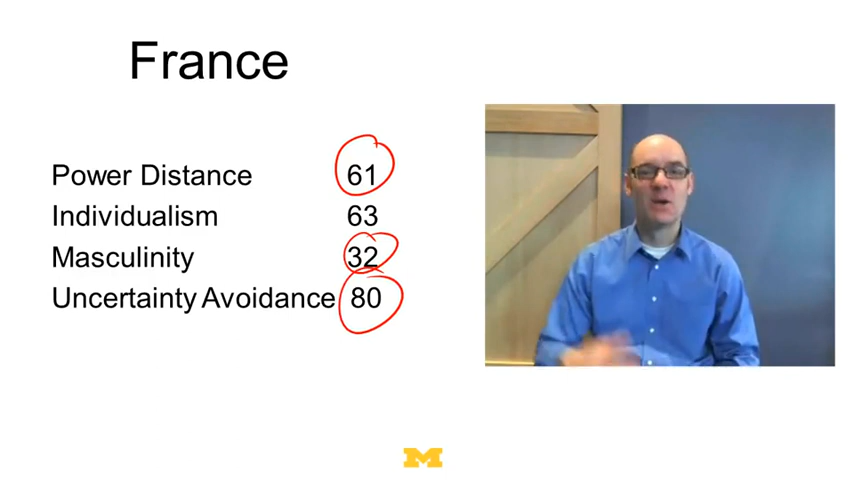 France
Power Distance 61
Individualism 63
Masculinity 32
Uncertainty Avoidance 80
M